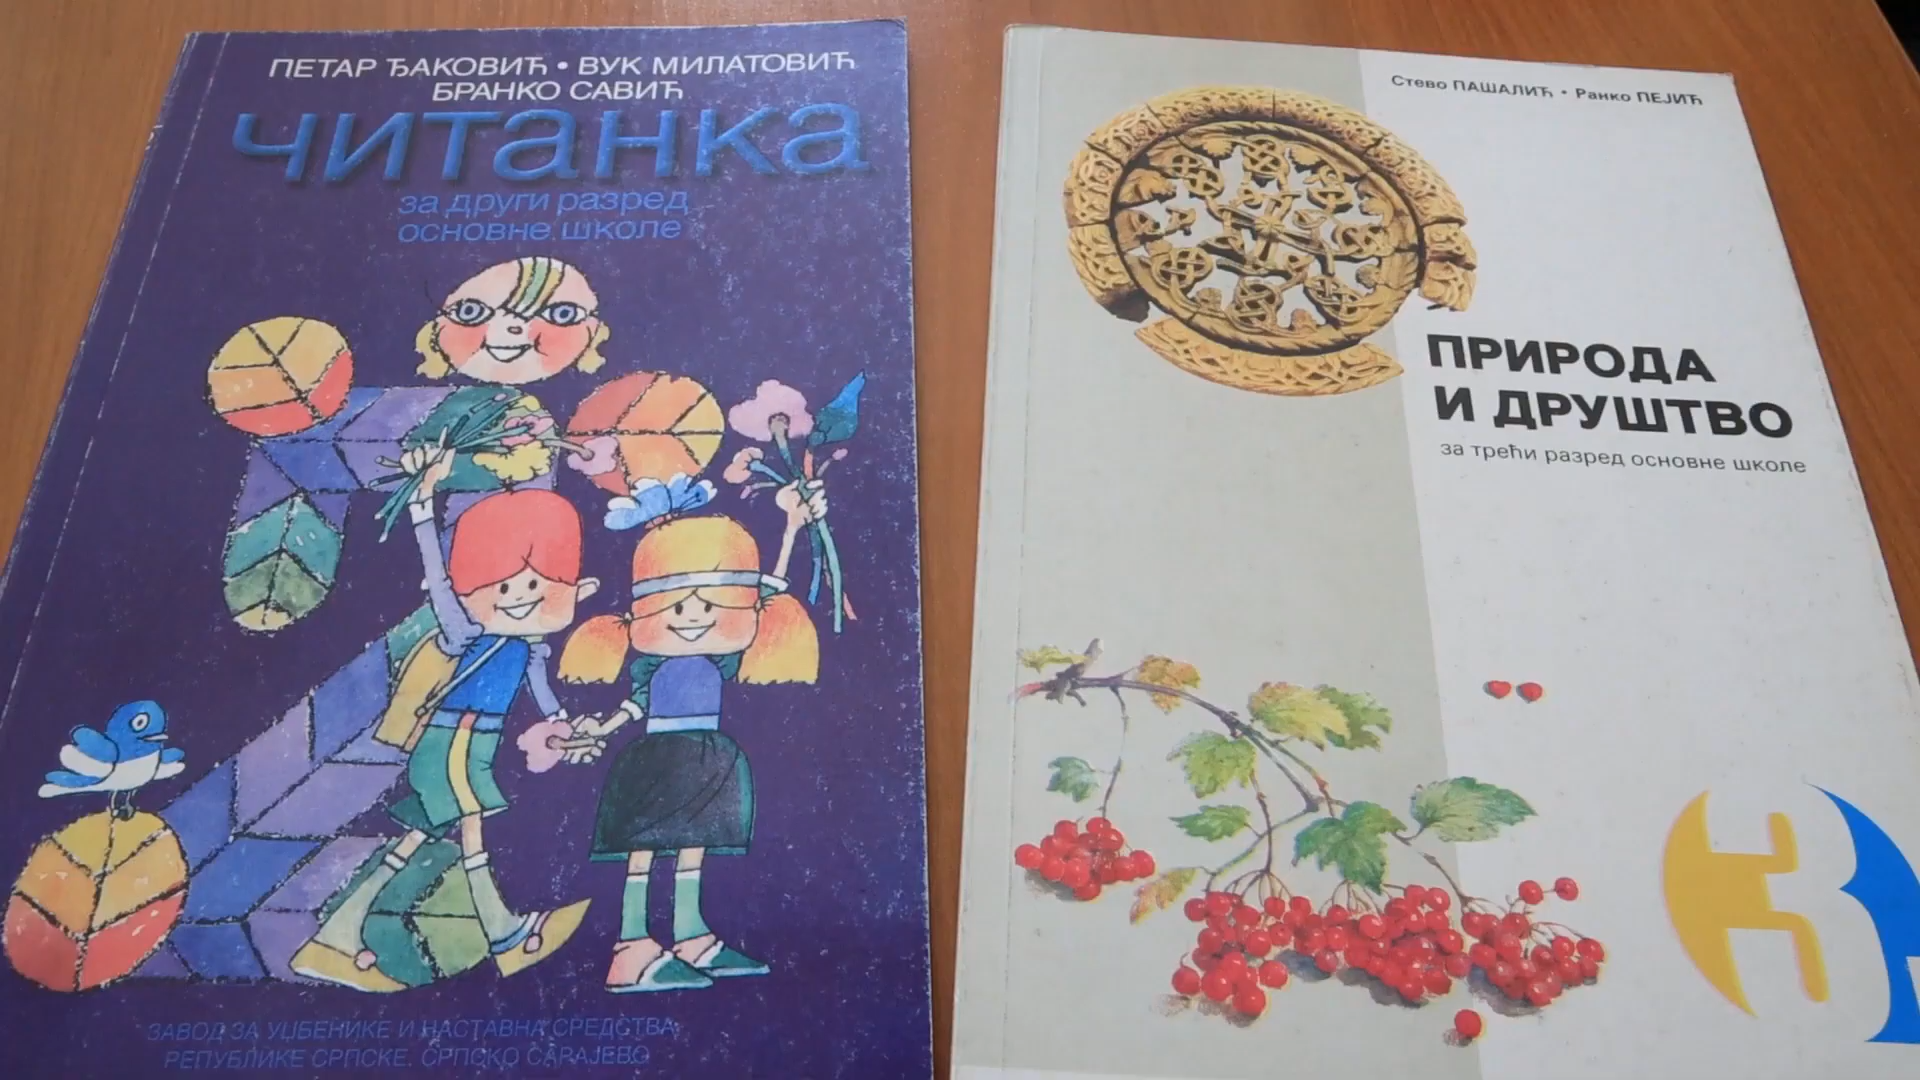 ПЕТАР ЂАКОВИЋ • ВУК МИЛАТОВИЋ
БРАНКО САВИЋ
читанка
за други разред
основне школе
ЗАВОД ЗА УЏБЕНИКЕ И НАСТАВНА СРЕДСТВА
РЕПУБЛИКЕ СРПСКЕ, СРПСКО САРАЈЕВО
Стево ПАШАЛИЋ • Ранко ПЕЈИЋ
ПРИРОДА
И ДРУШТВО
за трећи разред основне школе